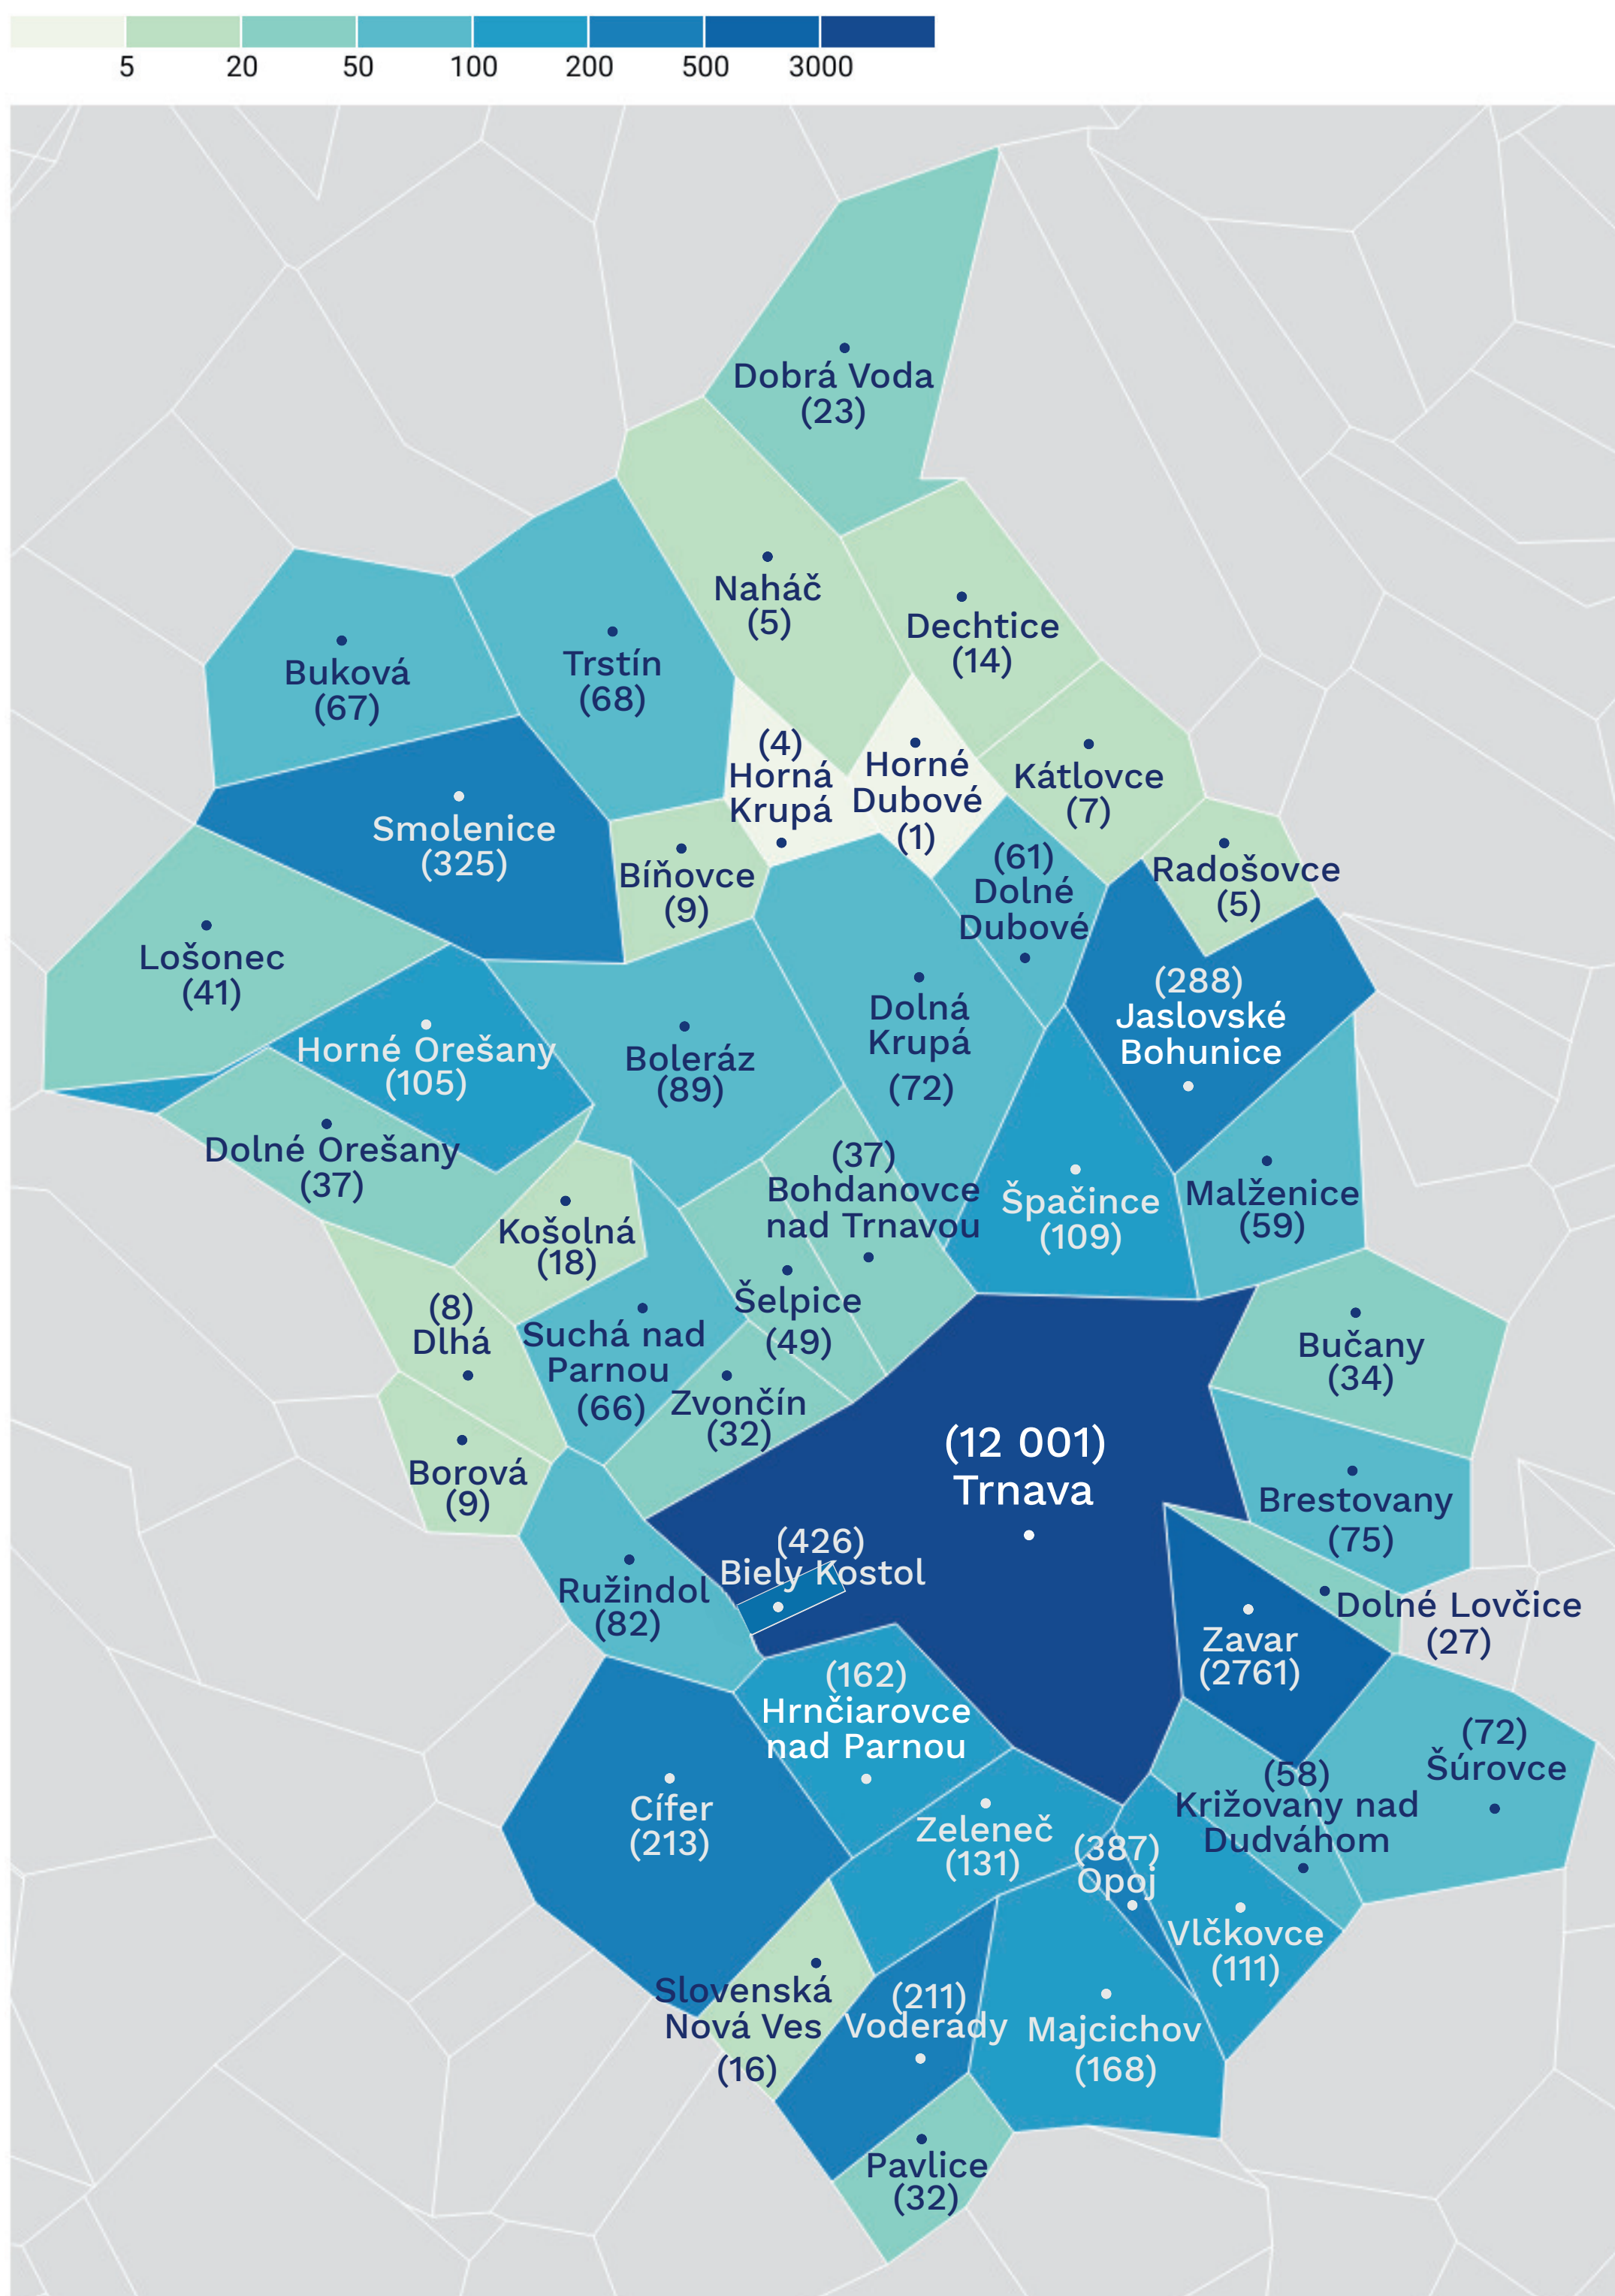 5 20 50 100 200 500 3000
Dobrá Voda
(23)
Naháč
(5)
Dechtice
(14)
Buková
(67)
Trstín
(68)
(4)
Horná
Krupá
Horné
Dubové
(1)
Kátlovce
(7)
Smolenice
(325)
Bíňovce
(9)
(61)
Dolné
Dubové
Radošovce
(5)
Lošonec
(41)
Horné Orešany
(105)
Boleráz
(89)
Dolná
Krupá
(72)
(288)
Jaslovské
Bohunice
Dolné Orešany
(37)
(37)
Bohdanovce
nad Trnavou
Špačince
(109)
Malženice
(59)
Košolná
(18)
(8)
Dlhá
Suchá nad
Parnou
(66)
Šelpice
(49)
Bučany
(34)
Zvončín
(32)
Borová
(9)
(12 001)
Trnava
Brestovany
(75)
(426)
Biely Kostol
Ružindol
(82)
Dolné Lovčice
(27)
Zavar
(2761)
(162)
Hrnčiarovce
nad Parnou
(72)
Šúrovce
(58)
Križovany nad
Dudváhom
Cífer
(213)
Zeleneč
(131)
(387)
Opoj
Vlčkovce
(111)
Slovenská
Nová Ves
(16)
(211)
Voderady
Majcichov
(168)
Pavlice
(32)